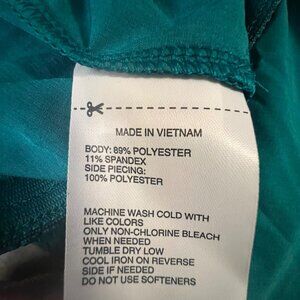 MADE IN VIETNAM
BODY: 89% POLYESTER
11% SPANDEX
SIDE PIECING:
100% POLYESTER
MACHINE WASH COLD WITH
LIKE COLORS
ONLY NON-CHLORINE BLEACH
WHEN NEEDED
TUMBLE DRY LOW
COOL IRON ON REVERSE
SIDE IF NEEDED
DO NOT USE SOFTENERS